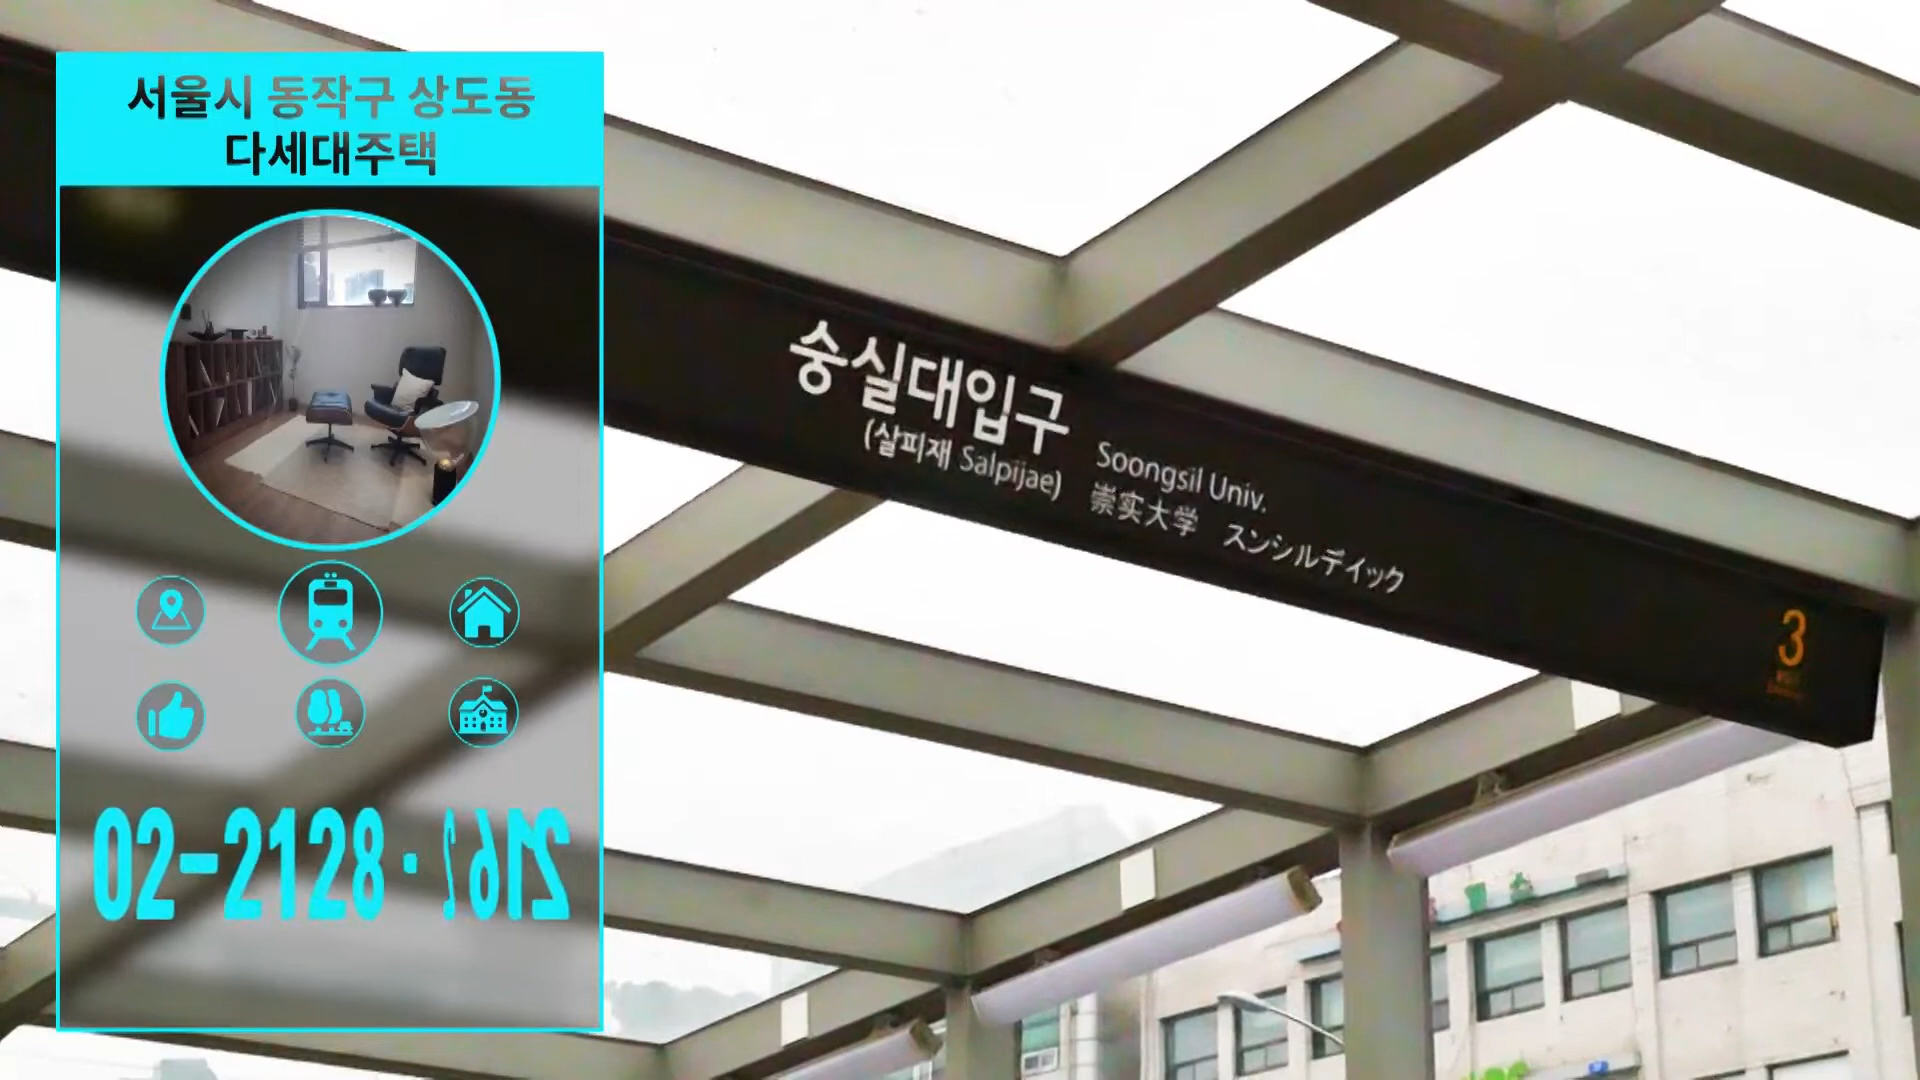 서울시 동작구 상도동
다세대주택
02-2128
숭실대입구
(살피재 Salpijae)
Soongsil Univ.
崇实大学 スンシルデイック
3